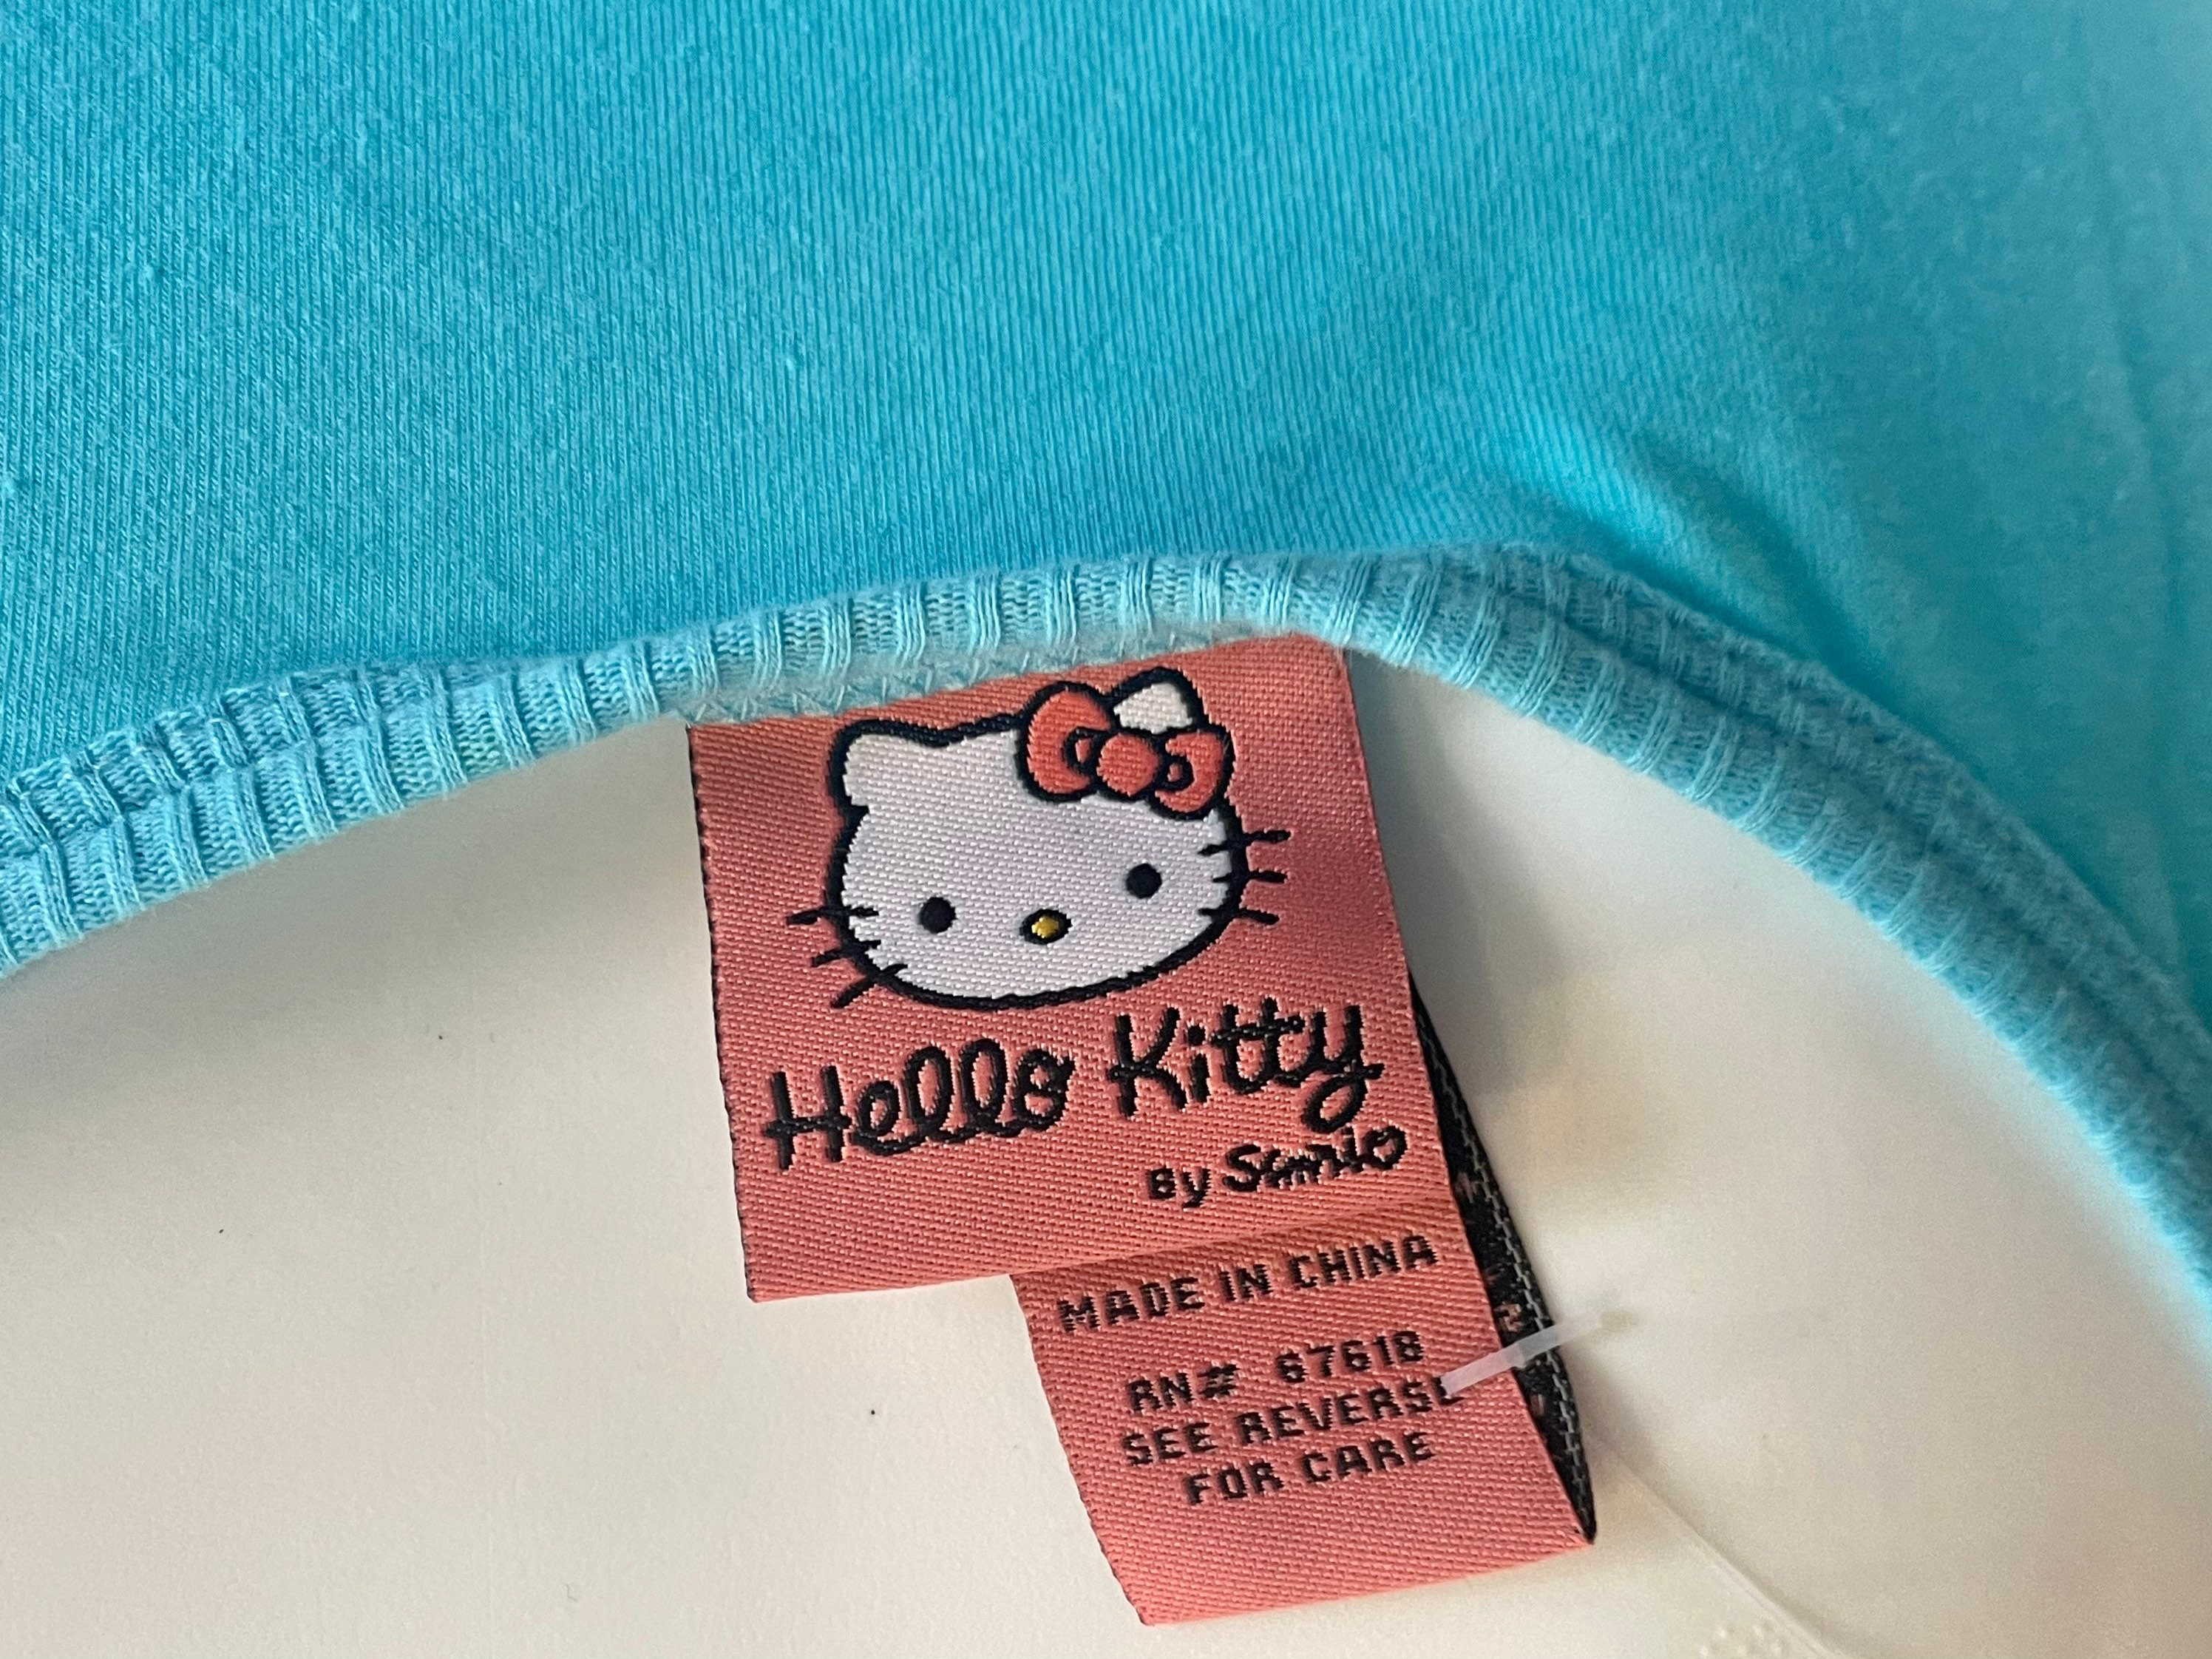 Hello Kitty
By Sanrio
MADE IN CHINA
RN# 67618
SEE REVERSE
FOR CARE